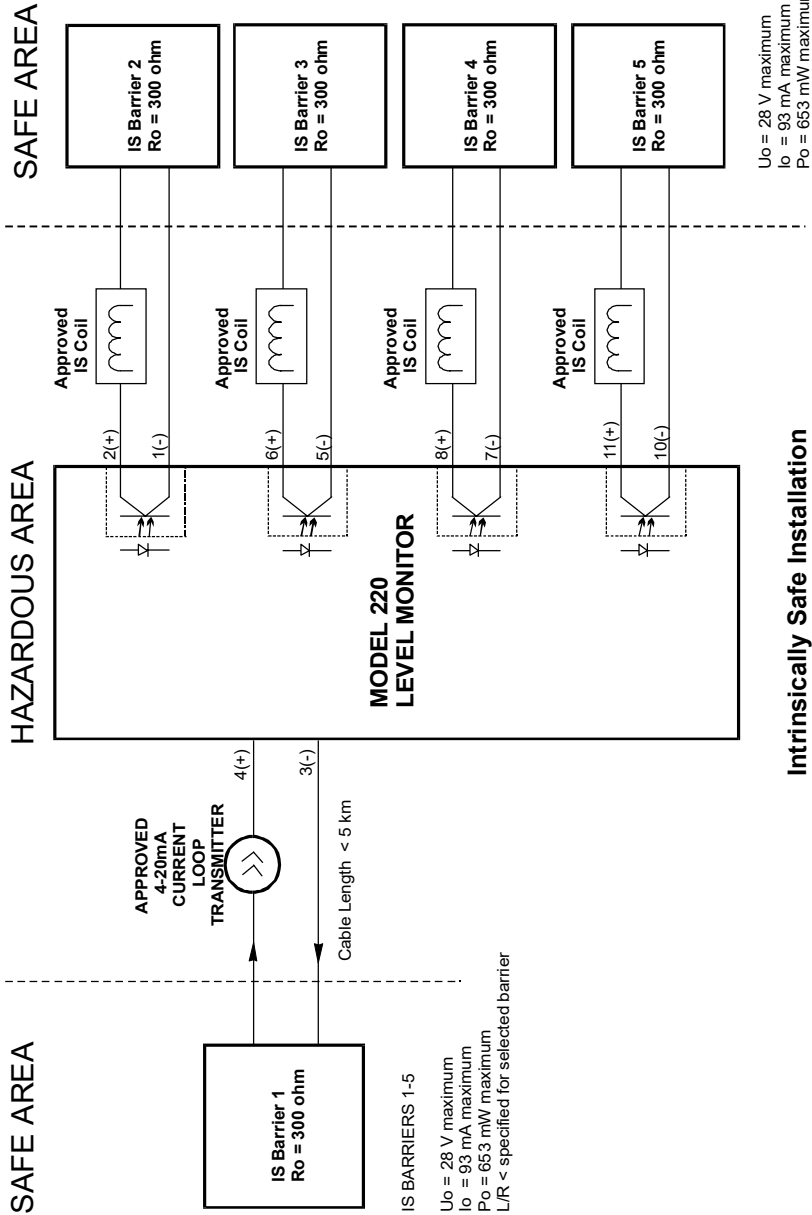 SAFE AREA
HAZARDOUS AREA
SAFE AREA
IS Barrier 1
Ro = 300 ohm
IS BARRIERS 1-5
Uo = 28 V maximum
Io = 93 mA maximum
Po = 653 mW maximum
L/R < specified for selected barrier
APPROVED
4-20mA
CURRENT
LOOP
TRANSMITTER
4(+)
3(-)
Cable Length < 5 km
MODEL 220
LEVEL MONITOR
2(+)
1(-)
Approved
IS Coil
IS Barrier 2
Ro = 300 ohm
6(+)
5(-)
Approved
IS Coil
IS Barrier 3
Ro = 300 ohm
8(+)
7(-)
Approved
IS Coil
IS Barrier 4
Ro = 300 ohm
11(+)
10(-)
Approved
IS Coil
IS Barrier 5
Ro = 300 ohm
Uo = 28 V maximum
Io = 93 mA maximum
Po = 653 mW maximum
Intrinsically Safe Installation